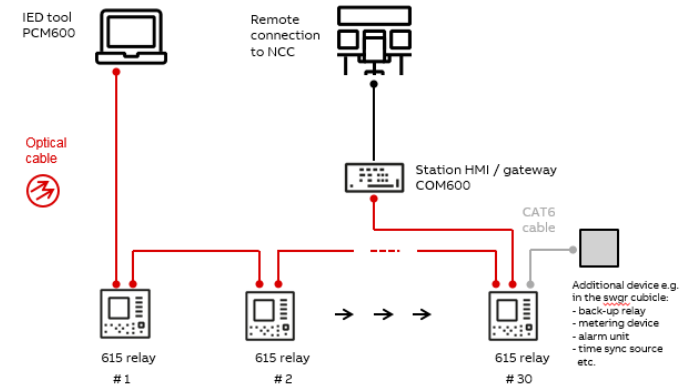 IED tool
PCM600
Remote
connection
to NCC
Optical
cable
Station HMI / gateway
COM600
CAT6
cable
Additional device e.g.
in the swgr cubicle:
- back-up relay
- metering device
- alarm unit
- time sync source
etc.
615 relay
615 relay
615 relay
#1
#2
#30